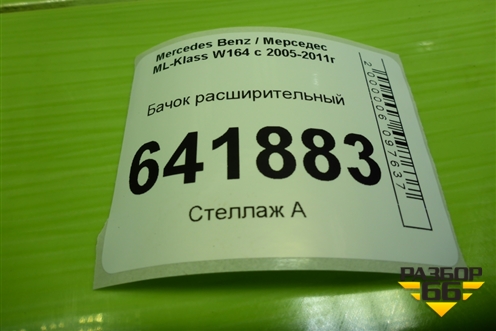 Mercedes Benz / Мерседес
ML-Klass W164 с 2005-2011г
Бачок расширительный
641883
Стеллаж А
2000006097637
РАЗБОР
66